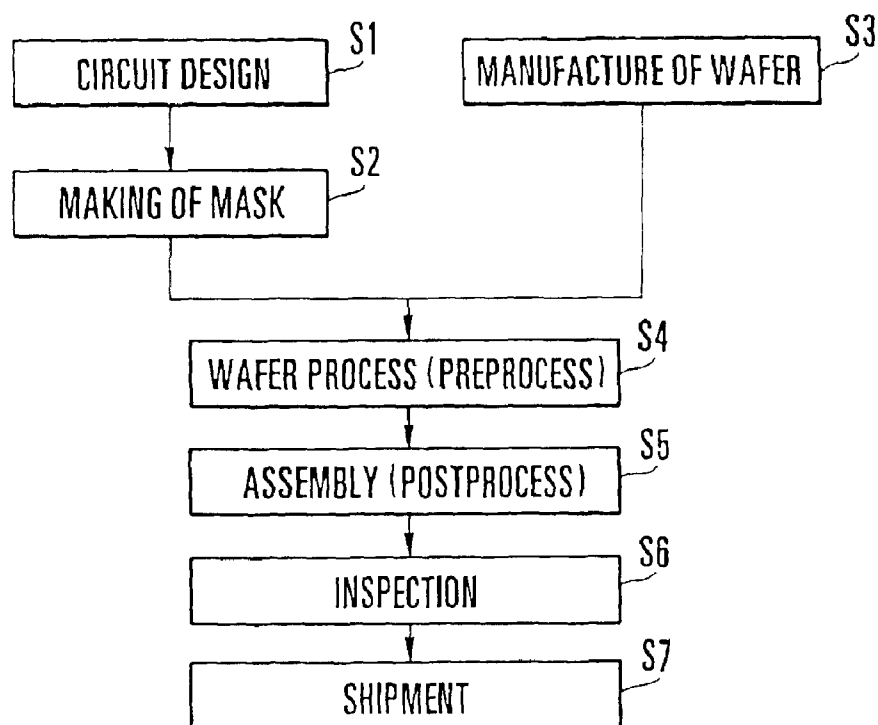 S1
CIRCUIT DESIGN
S3
MANUFACTURE OF WAFER
S2
MAKING OF MASK
S4
WAFER PROCESS (PREPROCESS)
S5
ASSEMBLY (POSTPROCESS)
S6
INSPECTION
S7
SHIPMENT